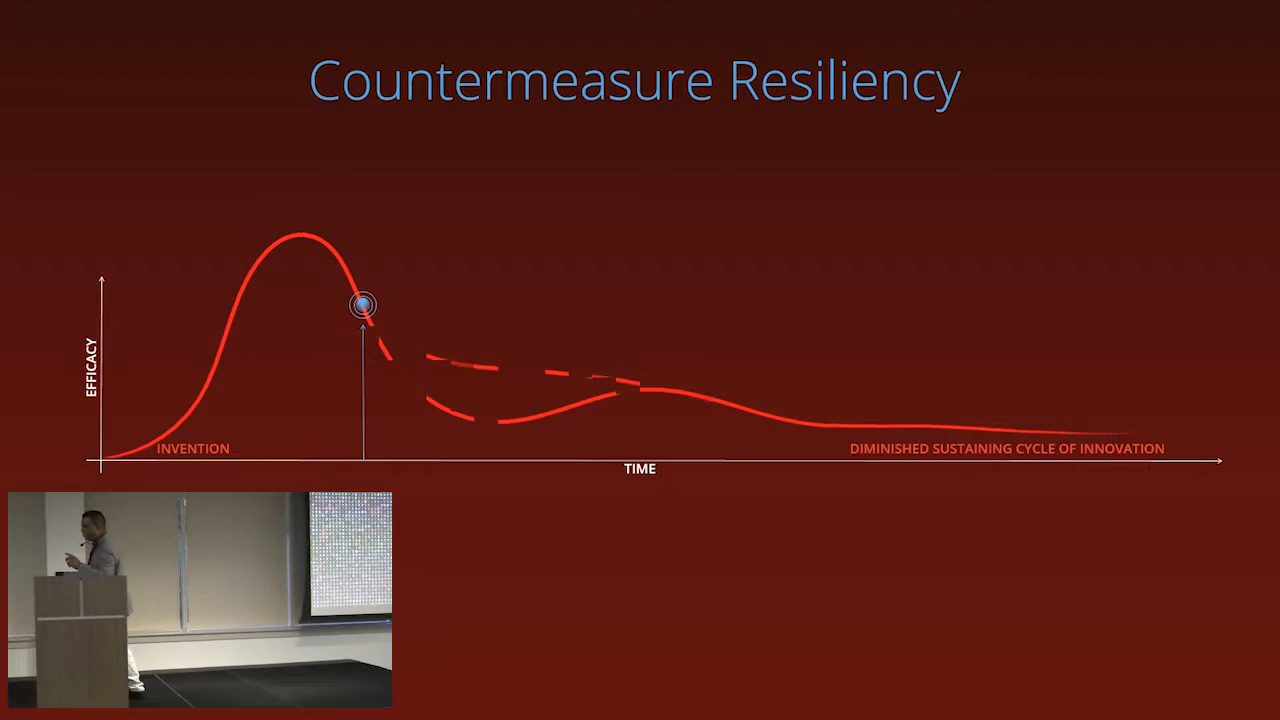 Countermeasure Resiliency
EFFICACY
INVENTION
DIMINISHED SUSTAINING CYCLE OF INNOVATION
TIME